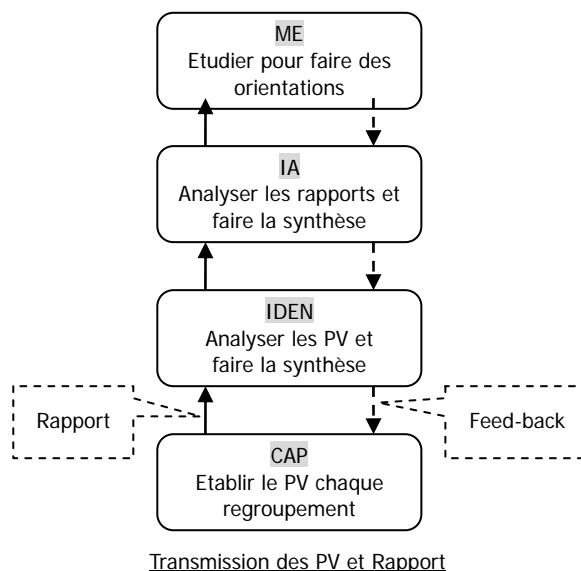 ME
Etudier pour faire des
orientations
IA
Analyser les rapports et
faire la synthèse
IDEN
Analyser les PV et
faire la synthèse
Rapport
Feed-back
CAP
Etablir le PV chaque
regroupement
Transmission des PV et Rapport